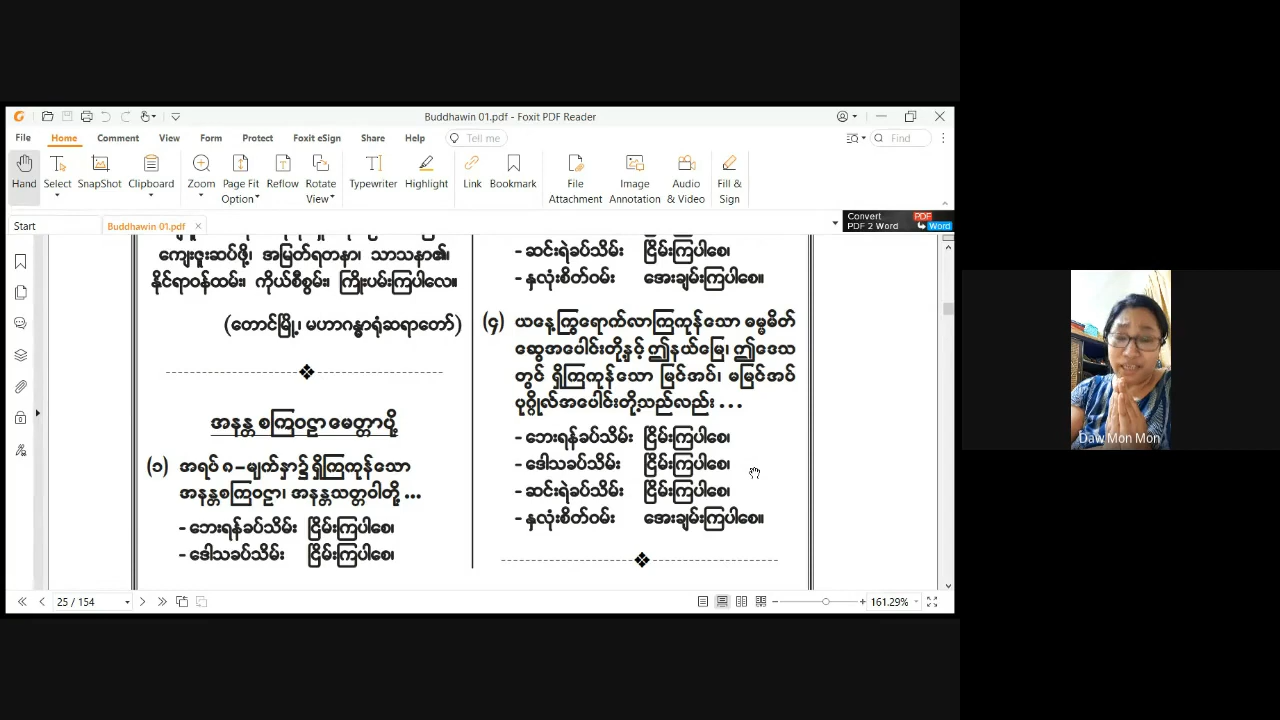 Buddhawin 01.pdf - Foxit PDF Reader
File Home Comment View Form Protect Foxit eSign Share Help Tell me Find
Hand Select SnapShot Clipboard Zoom Page Fit Option Reflow Rotate View Typewriter Highlight Link Bookmark File Attachment Image Annotation Audio & Video Fill & Sign
Start Buddhawin 01.pdf Convert PDF 2 Word PDF Word
ကျေးဇူးဆပ်ဖို့၊ အမြတ်ရတနာ၊ သာသနာ၏၊
နိုင်ရာဝန်ထမ်း၊ ကိုယ်စီစွမ်း၊ ကြိုးပမ်းကြပါလေ။
(တောင်မြို့၊ မဟာဂန္ဓာရုံဆရာတော်)
အနန္တ စကြဝဠာ မေတ္တာပို့
(၁) အရပ် ၈ – မျက်နှာ၌ ရှိကြကုန်သော
အနန္တစကြဝဠာ၊ အနန္တသတ္တဝါတို့ ...
- ဘေးရန်ခပ်သိမ်း ငြိမ်းကြပါစေ၊
- ဒေါသခပ်သိမ်း ငြိမ်းကြပါစေ၊
- ဆင်းရဲခပ်သိမ်း ငြိမ်းကြပါစေ၊
- နှလုံးစိတ်ဝမ်း အေးချမ်းကြပါစေ။
(၄) ယနေ့ကြွရောက်လာကြကုန်သော ဓမ္မမိတ်
ဆွေအပေါင်းတို့နှင့် ဤနယ်မြေ၊ ဤဒေသ
တွင် ရှိကြကုန်သော မြင်အပ်၊ မမြင်အပ်
ပုဂ္ဂိုလ်အပေါင်းတို့သည်လည်း ...
- ဘေးရန်ခပ်သိမ်း ငြိမ်းကြပါစေ၊
- ဒေါသခပ်သိမ်း ငြိမ်းကြပါစေ၊
- ဆင်းရဲခပ်သိမ်း ငြိမ်းကြပါစေ၊
- နှလုံးစိတ်ဝမ်း အေးချမ်းကြပါစေ။
25 / 154 161.29%
Daw Mon Mon